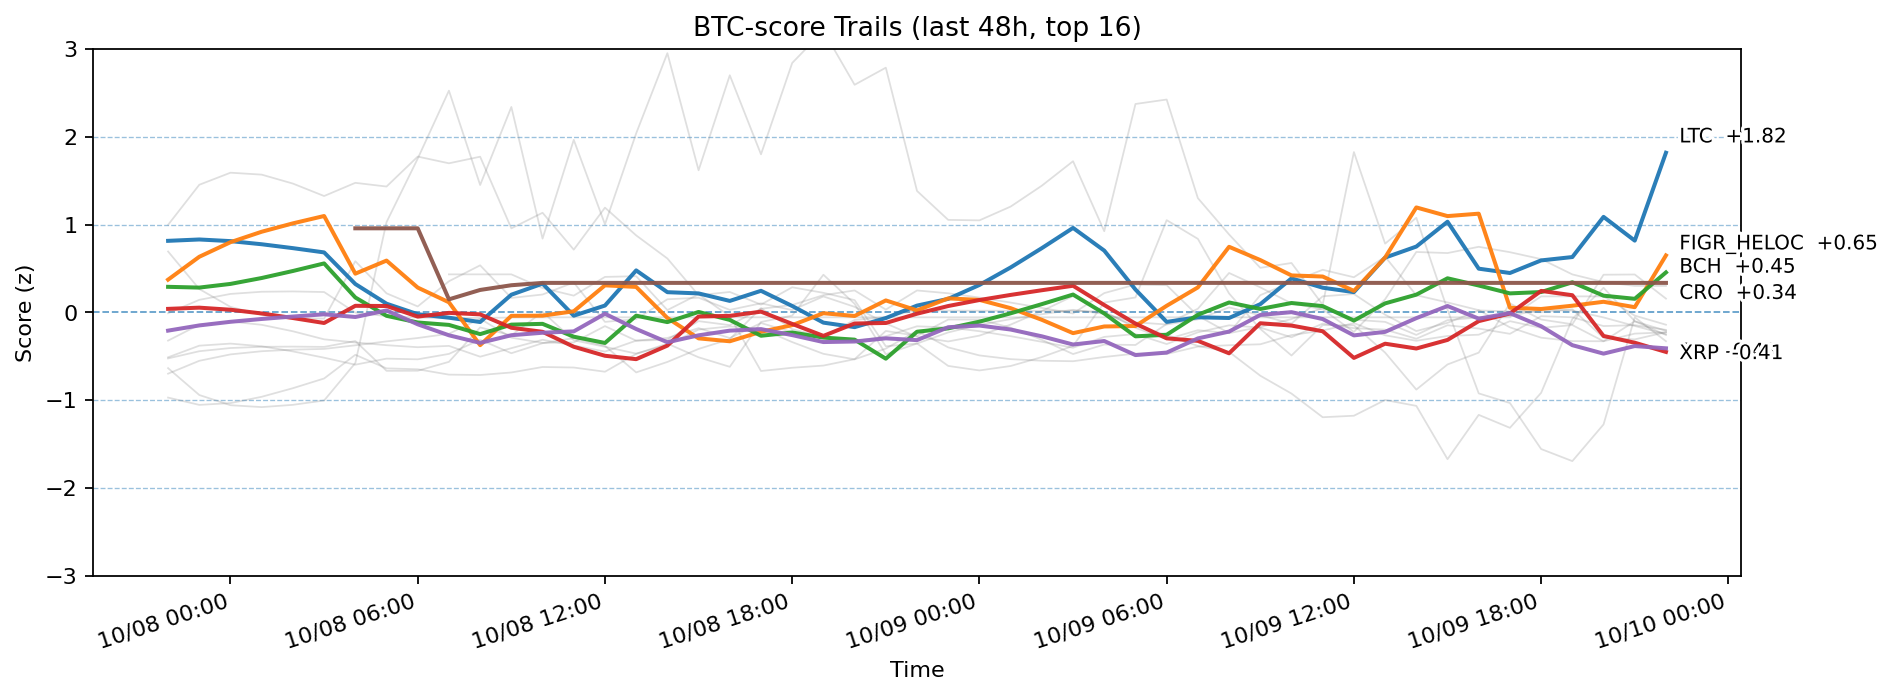 BTC-score Trails (last 48h, top 16)
Score (z)
3
2
1
0
−1
−2
−3
LTC +1.82
FIGR_HELOC +0.65
BCH +0.45
CRO +0.34
XRP -0.41
10/08 00:00
10/08 06:00
10/08 12:00
10/08 18:00
10/09 00:00
10/09 06:00
10/09 12:00
10/09 18:00
10/10 00:00
Time